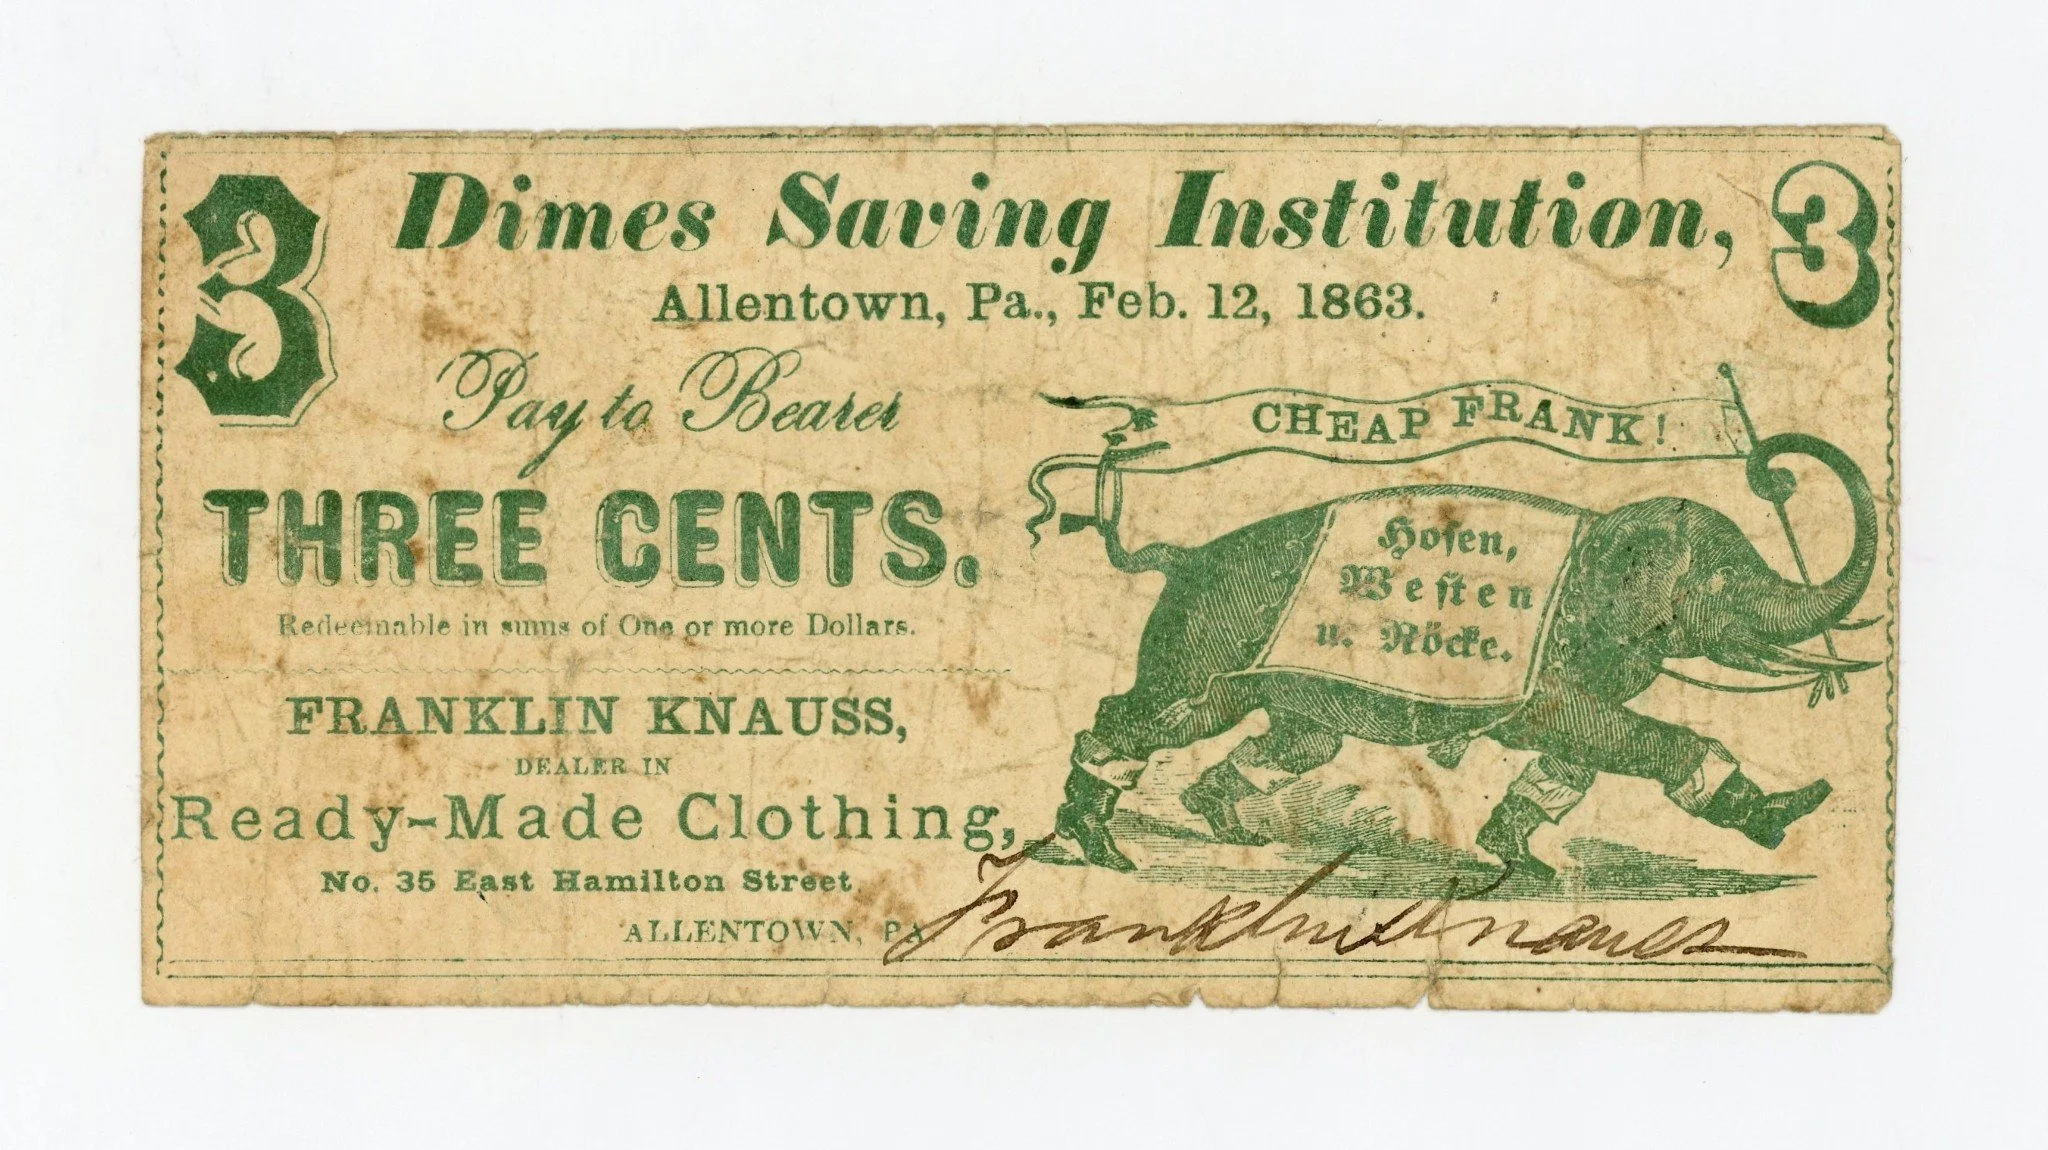 3 Dimes Saving Institution, 3
Allentown, Pa., Feb. 12, 1863.
Pay to Bearer
THREE CENTS.
Redeemable in sums of One or more Dollars.
FRANKLIN KNAUSS,
DEALER IN
Ready-Made Clothing,
No. 35 East Hamilton Street
ALLENTOWN, PA
CHEAP FRANK!
Hosen,
Westen
u. Röcke.
Franklin Knauss